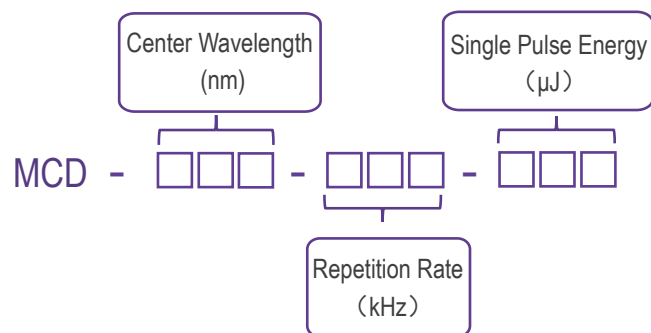 Center Wavelength
(nm)
Single Pulse Energy
（μJ）
MCD - □□□ - □□□ - □□□
Repetition Rate
（kHz）